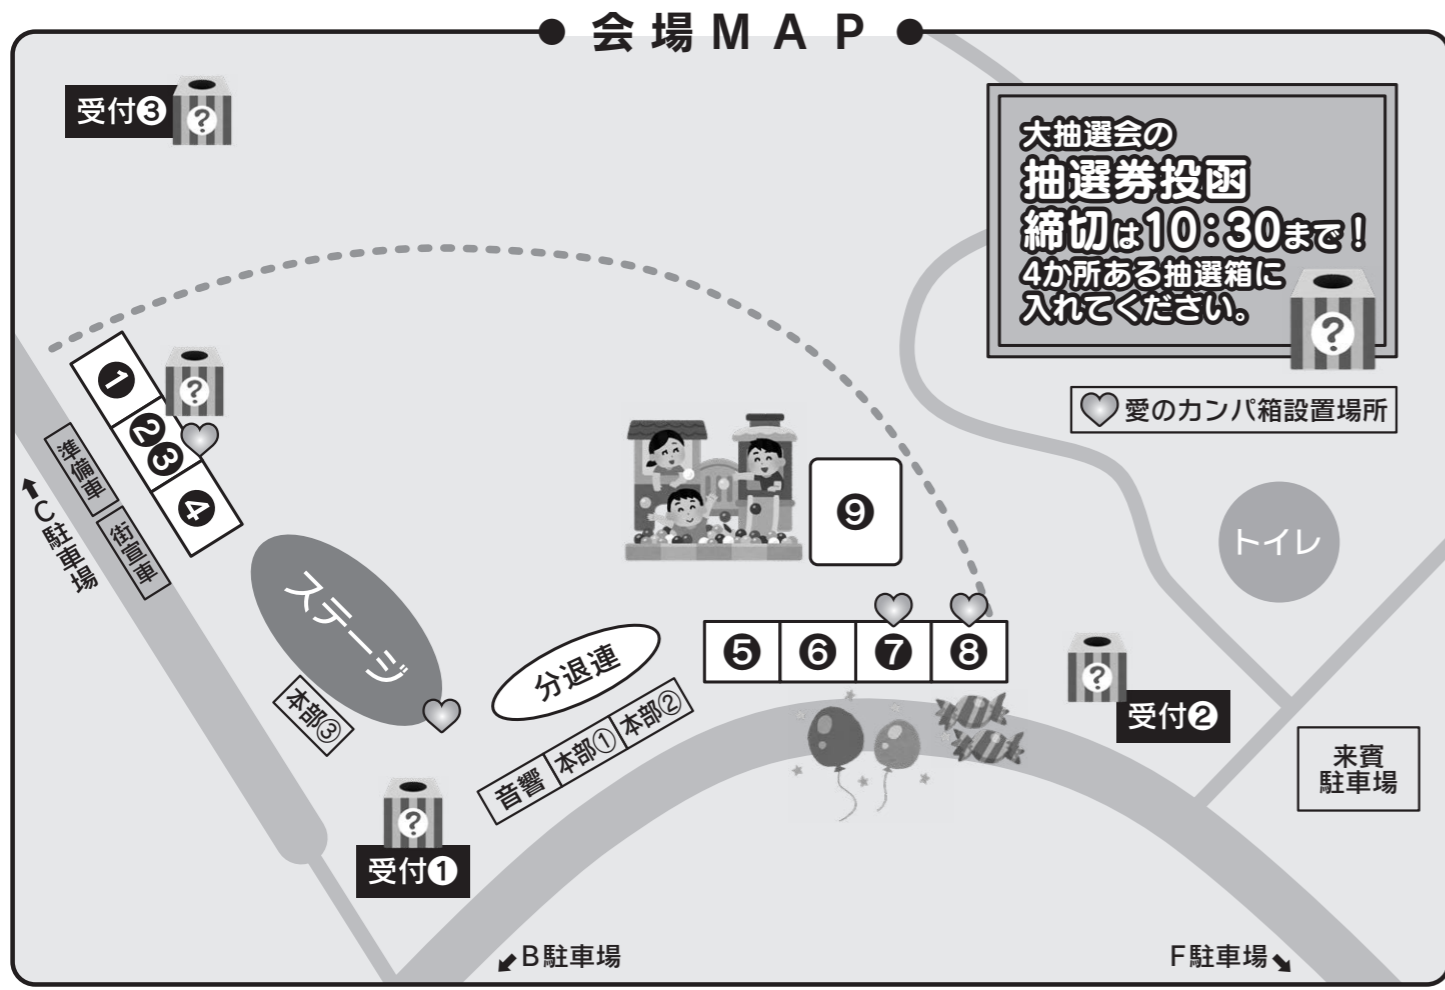 会場MAP
受付❸
?
大抽選会の
抽選券投函
締切は10:30まで!
4か所ある抽選箱に
入れてください。
?
愛のカンパ箱設置場所
❶
❷❸
❹
?
準備車
街宣車
↑C駐車場
ステージ
本部③
❾
トイレ
分退連
❺ ❻ ❼ ❽
音響 本部① 本部②
?
受付❷
来賓
駐車場
?
受付❶
↙B駐車場
F駐車場↘